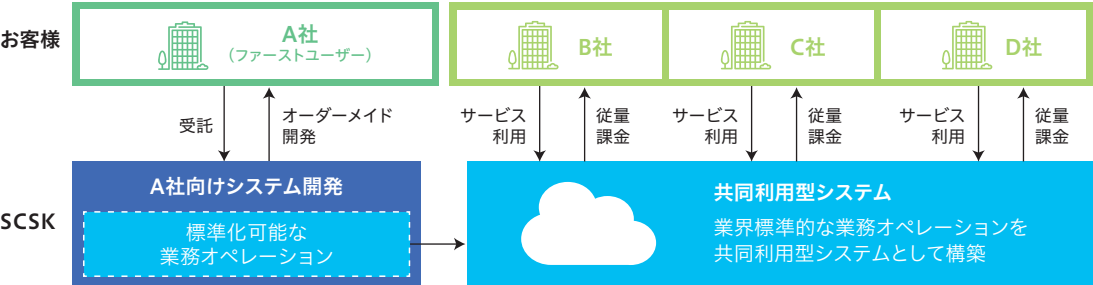 お客様
A社
（ファーストユーザー）
B社
C社
D社
受託
オーダーメイド
開発
サービス
利用
従量
課金
サービス
利用
従量
課金
サービス
利用
従量
課金
SCSK
A社向けシステム開発
標準化可能な
業務オペレーション
共同利用型システム
業界標準的な業務オペレーションを
共同利用型システムとして構築